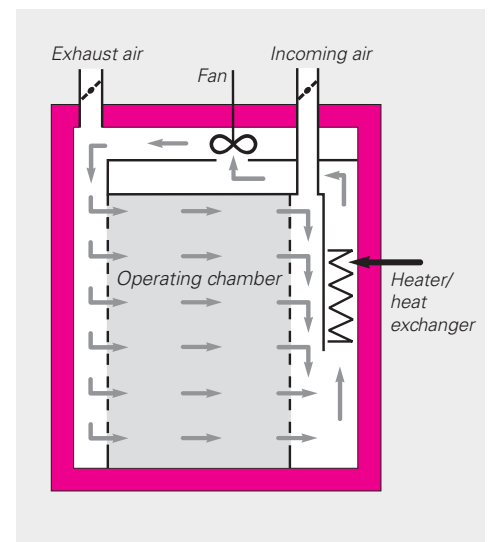 Exhaust air
Incoming air
Fan
Operating chamber
Heater/
heat
exchanger